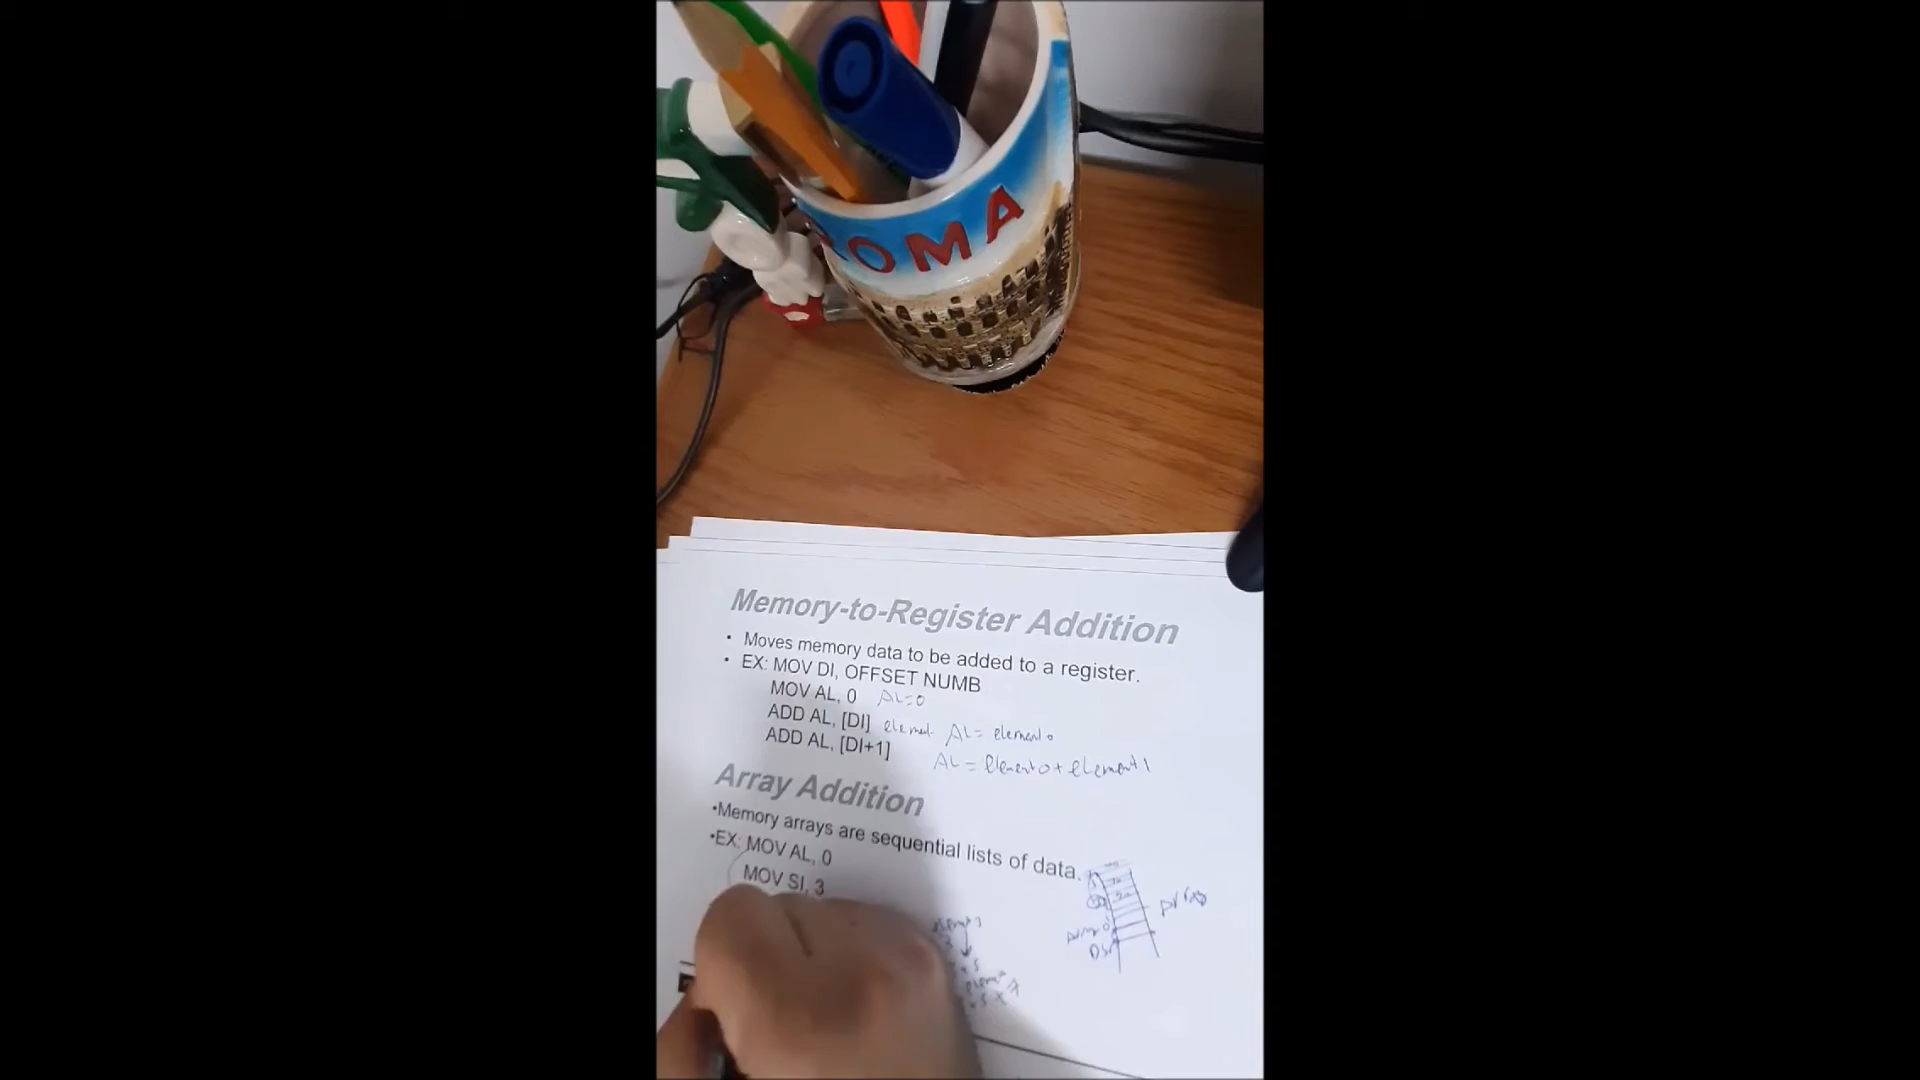 ROMA
Memory-to-Register Addition
• Moves memory data to be added to a register.
• EX: MOV DI, OFFSET NUMB
MOV AL, 0 AL=0
ADD AL, [DI] element AL= element 0
ADD AL, [DI+1] AL = Element 0 + element 1
Array Addition
•Memory arrays are sequential lists of data.
•EX: MOV AL, 0
MOV SI, 3